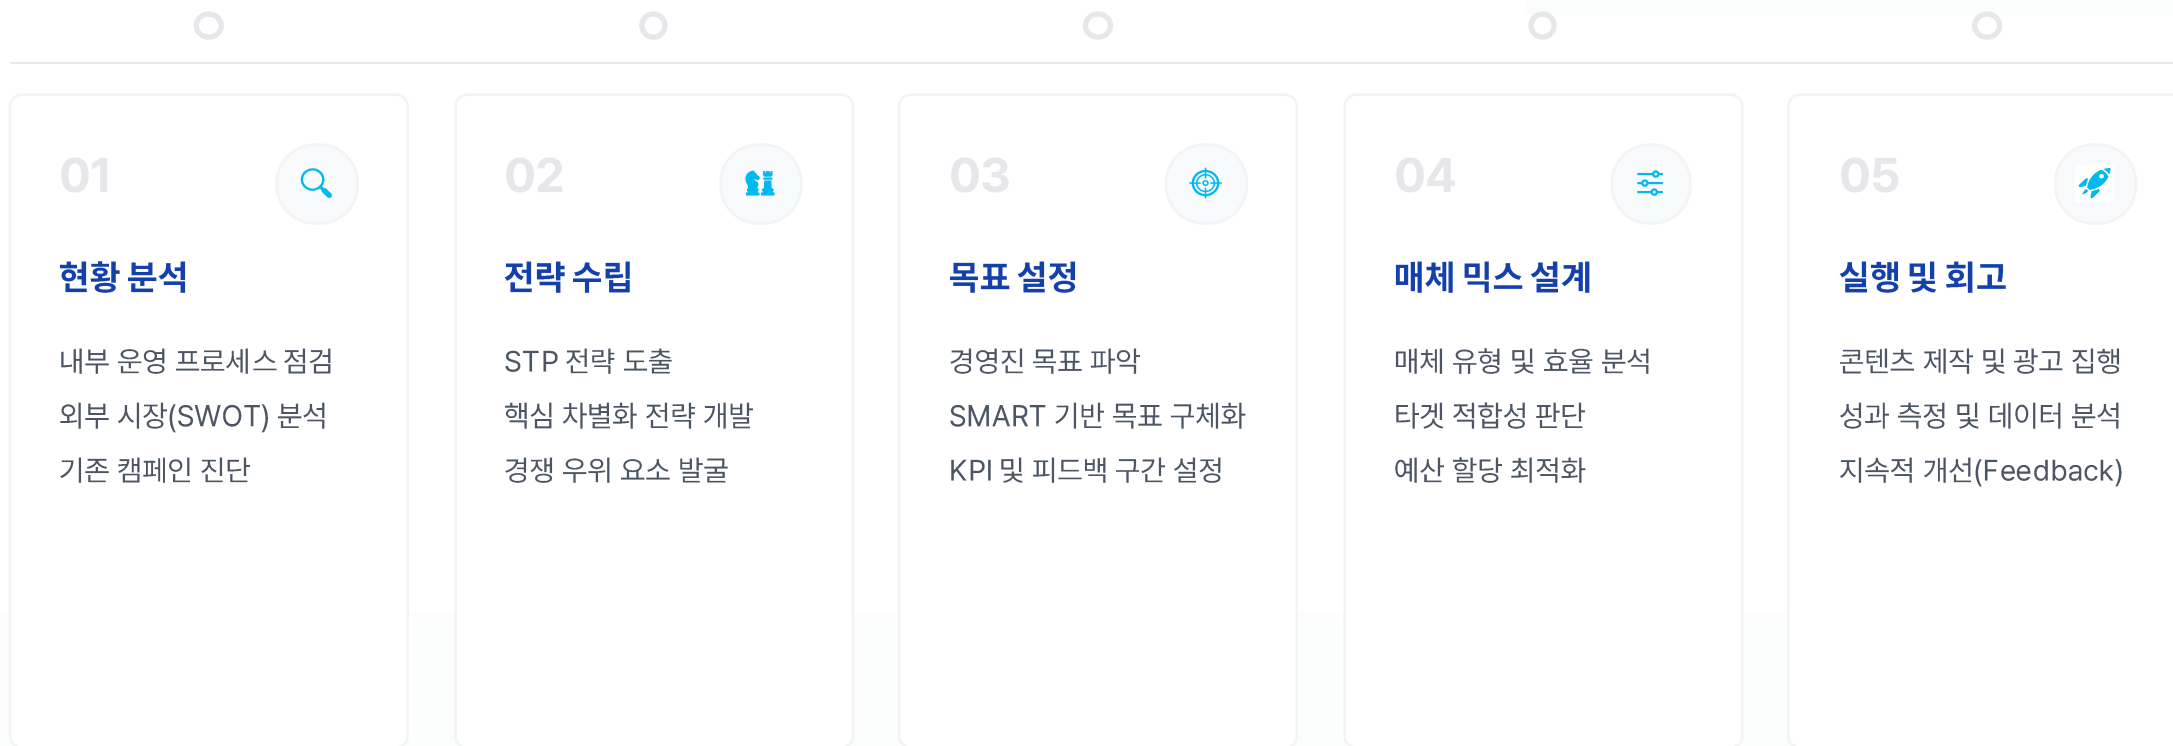 01
현황 분석
내부 운영 프로세스 점검
외부 시장(SWOT) 분석
기존 캠페인 진단
02
전략 수립
STP 전략 도출
핵심 차별화 전략 개발
경쟁 우위 요소 발굴
03
목표 설정
경영진 목표 파악
SMART 기반 목표 구체화
KPI 및 피드백 구간 설정
04
매체 믹스 설계
매체 유형 및 효율 분석
타겟 적합성 판단
예산 할당 최적화
05
실행 및 회고
콘텐츠 제작 및 광고 집행
성과 측정 및 데이터 분석
지속적 개선(Feedback)